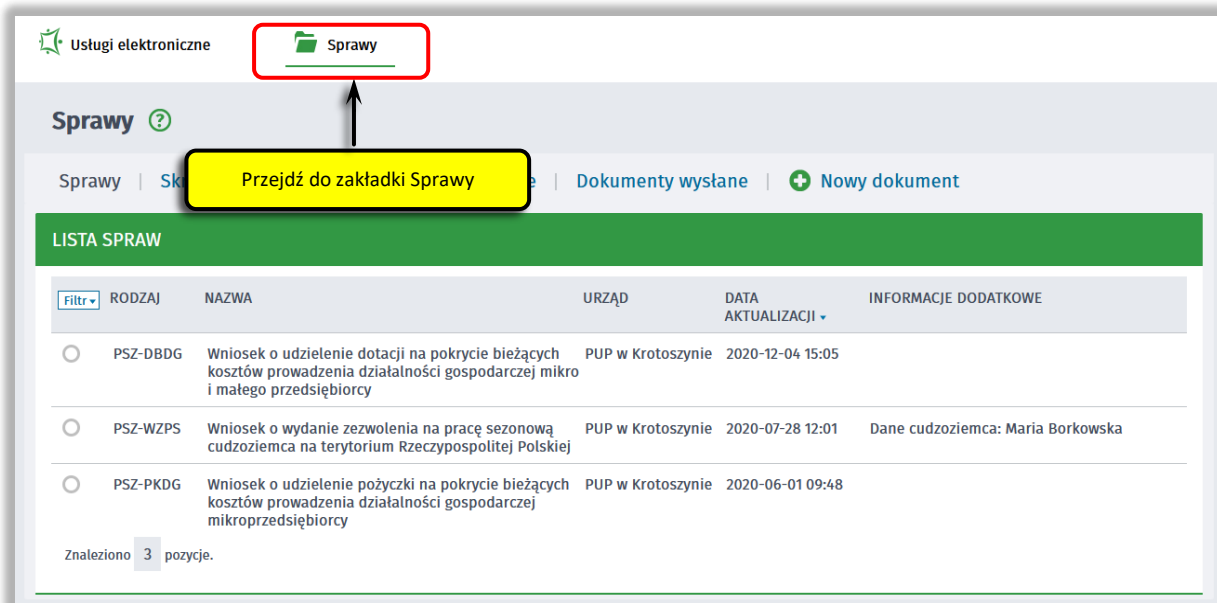 Usługi elektroniczne
Sprawy
Sprawy ?
Sprawy | Dokumenty wysłane | Nowy dokument
Przejdź do zakładki Sprawy
LISTA SPRAW
Filtr RODZAJ NAZWA URZĄD DATA AKTUALIZACJI INFORMACJE DODATKOWE
PSZ-DBDG Wniosek o udzielenie dotacji na pokrycie bieżących PUP w Krotoszynie 2020-12-04 15:05
kosztów prowadzenia działalności gospodarczej mikro
i małego przedsiębiorcy
PSZ-WZPS Wniosek o wydanie zezwolenia na pracę sezonową PUP w Krotoszynie 2020-07-28 12:01 Dane cudzoziemca: Maria Borkowska
cudzoziemca na terytorium Rzeczypospolitej Polskiej
PSZ-PKDG Wniosek o udzielenie pożyczki na pokrycie bieżących PUP w Krotoszynie 2020-06-01 09:48
kosztów prowadzenia działalności gospodarczej
mikroprzedsiębiorcy
Znaleziono 3 pozycje.